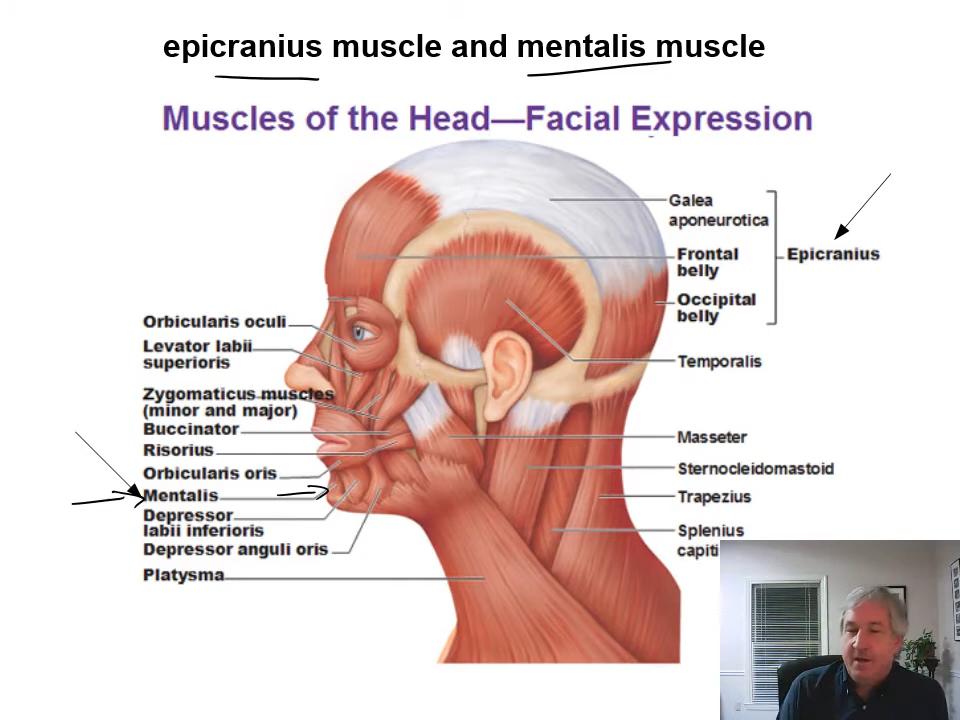 epicranius muscle and mentalis muscle
Muscles of the Head—Facial Expression
Galea
aponeurotica
Frontal
belly
Epicranius
Occipital
belly
Temporalis
Masseter
Sternocleidomastoid
Trapezius
Splenius
capiti
Orbicularis oculi
Levator labii
superioris
Zygomaticus muscles
(minor and major)
Buccinator
Risorius
Orbicularis oris
Mentalis
Depressor
labii inferioris
Depressor anguli oris
Platysma